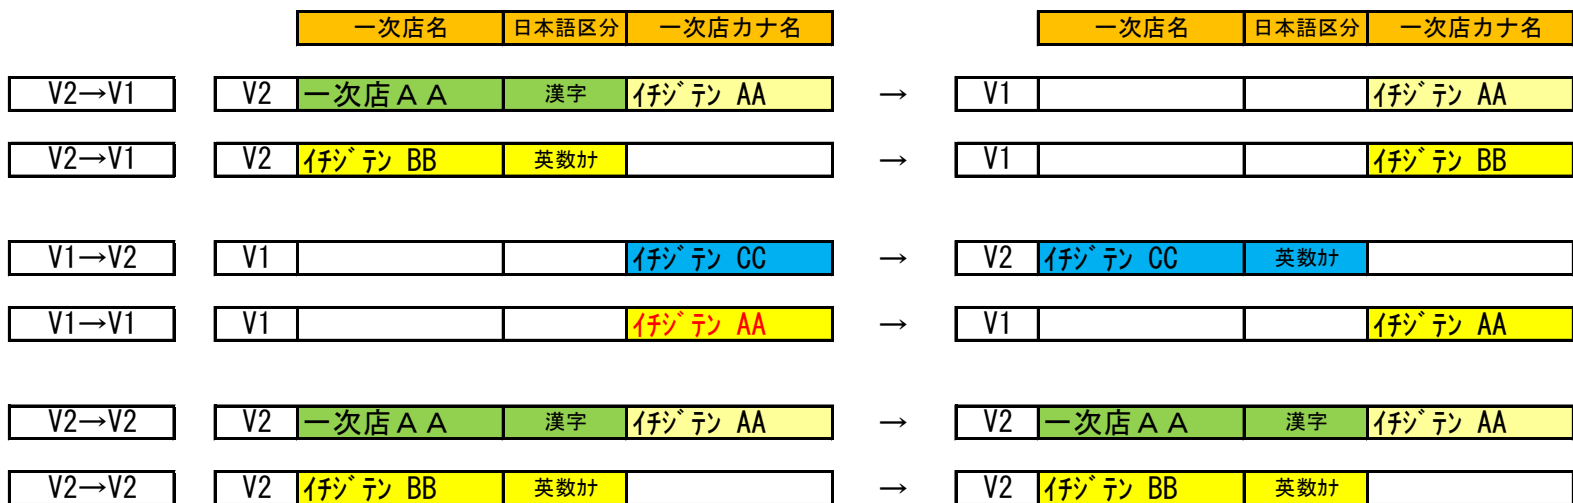 一次店名 日本語区分 一次店カナ名 一次店名 日本語区分 一次店カナ名
V2→V1 V2 一次店ＡＡ 漢字 ｲﾁｼﾞﾃﾝ AA → V1 ｲﾁｼﾞﾃﾝ AA
V2→V1 V2 ｲﾁｼﾞﾃﾝ BB 英数ｶﾅ → V1 ｲﾁｼﾞﾃﾝ BB
V1→V2 V1 ｲﾁｼﾞﾃﾝ CC → V2 ｲﾁｼﾞﾃﾝ CC 英数ｶﾅ
V1→V1 V1 ｲﾁｼﾞﾃﾝ AA → V1 ｲﾁｼﾞﾃﾝ AA
V2→V2 V2 一次店ＡＡ 漢字 ｲﾁｼﾞﾃﾝ AA → V2 一次店ＡＡ 漢字 ｲﾁｼﾞﾃﾝ AA
V2→V2 V2 ｲﾁｼﾞﾃﾝ BB 英数ｶﾅ → V2 ｲﾁｼﾞﾃﾝ BB 英数ｶﾅ